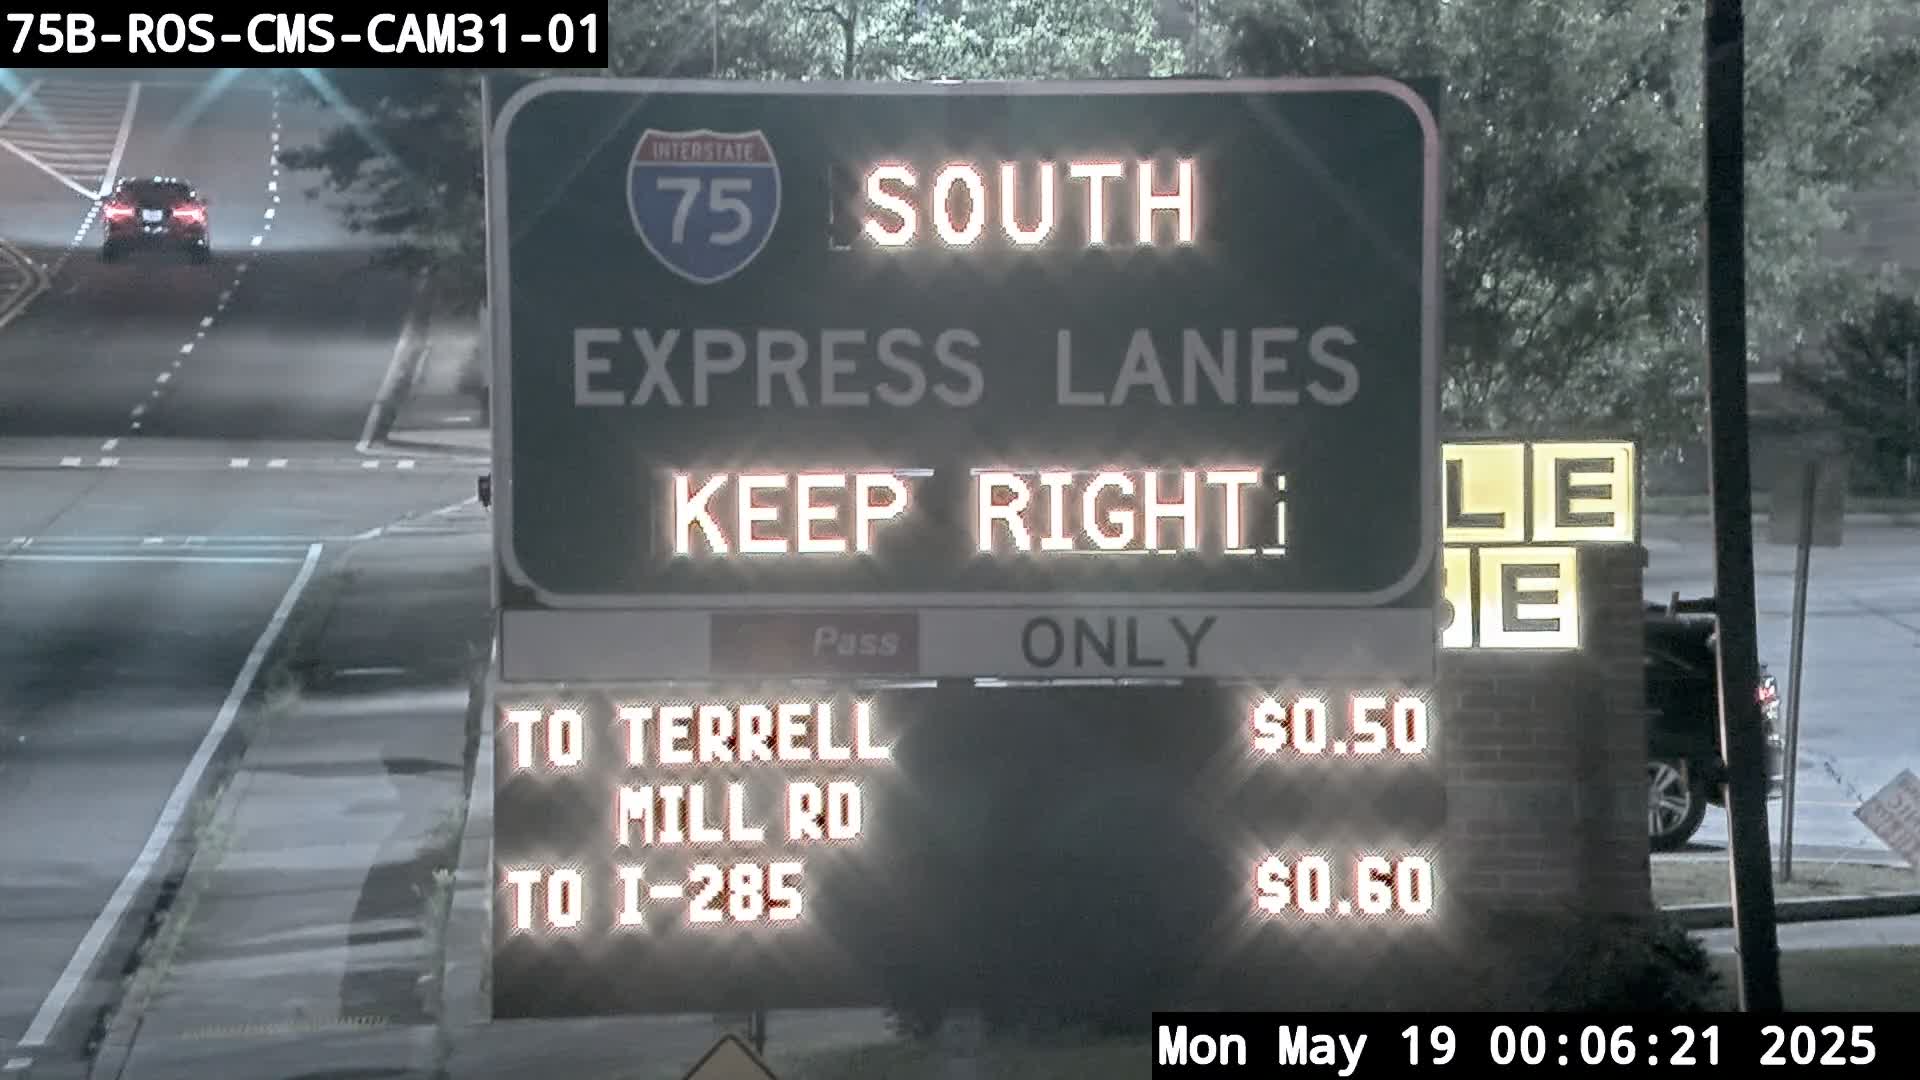 75B-ROS-CMS-CAM31-01
INTERSTATE
75
SOUTH
EXPRESS LANES
KEEP RIGHT
Pass ONLY
TO TERRELL $0.50
MILL RD
TO I-285 $0.60
LE
E
Mon May 19 00:06:21 2025